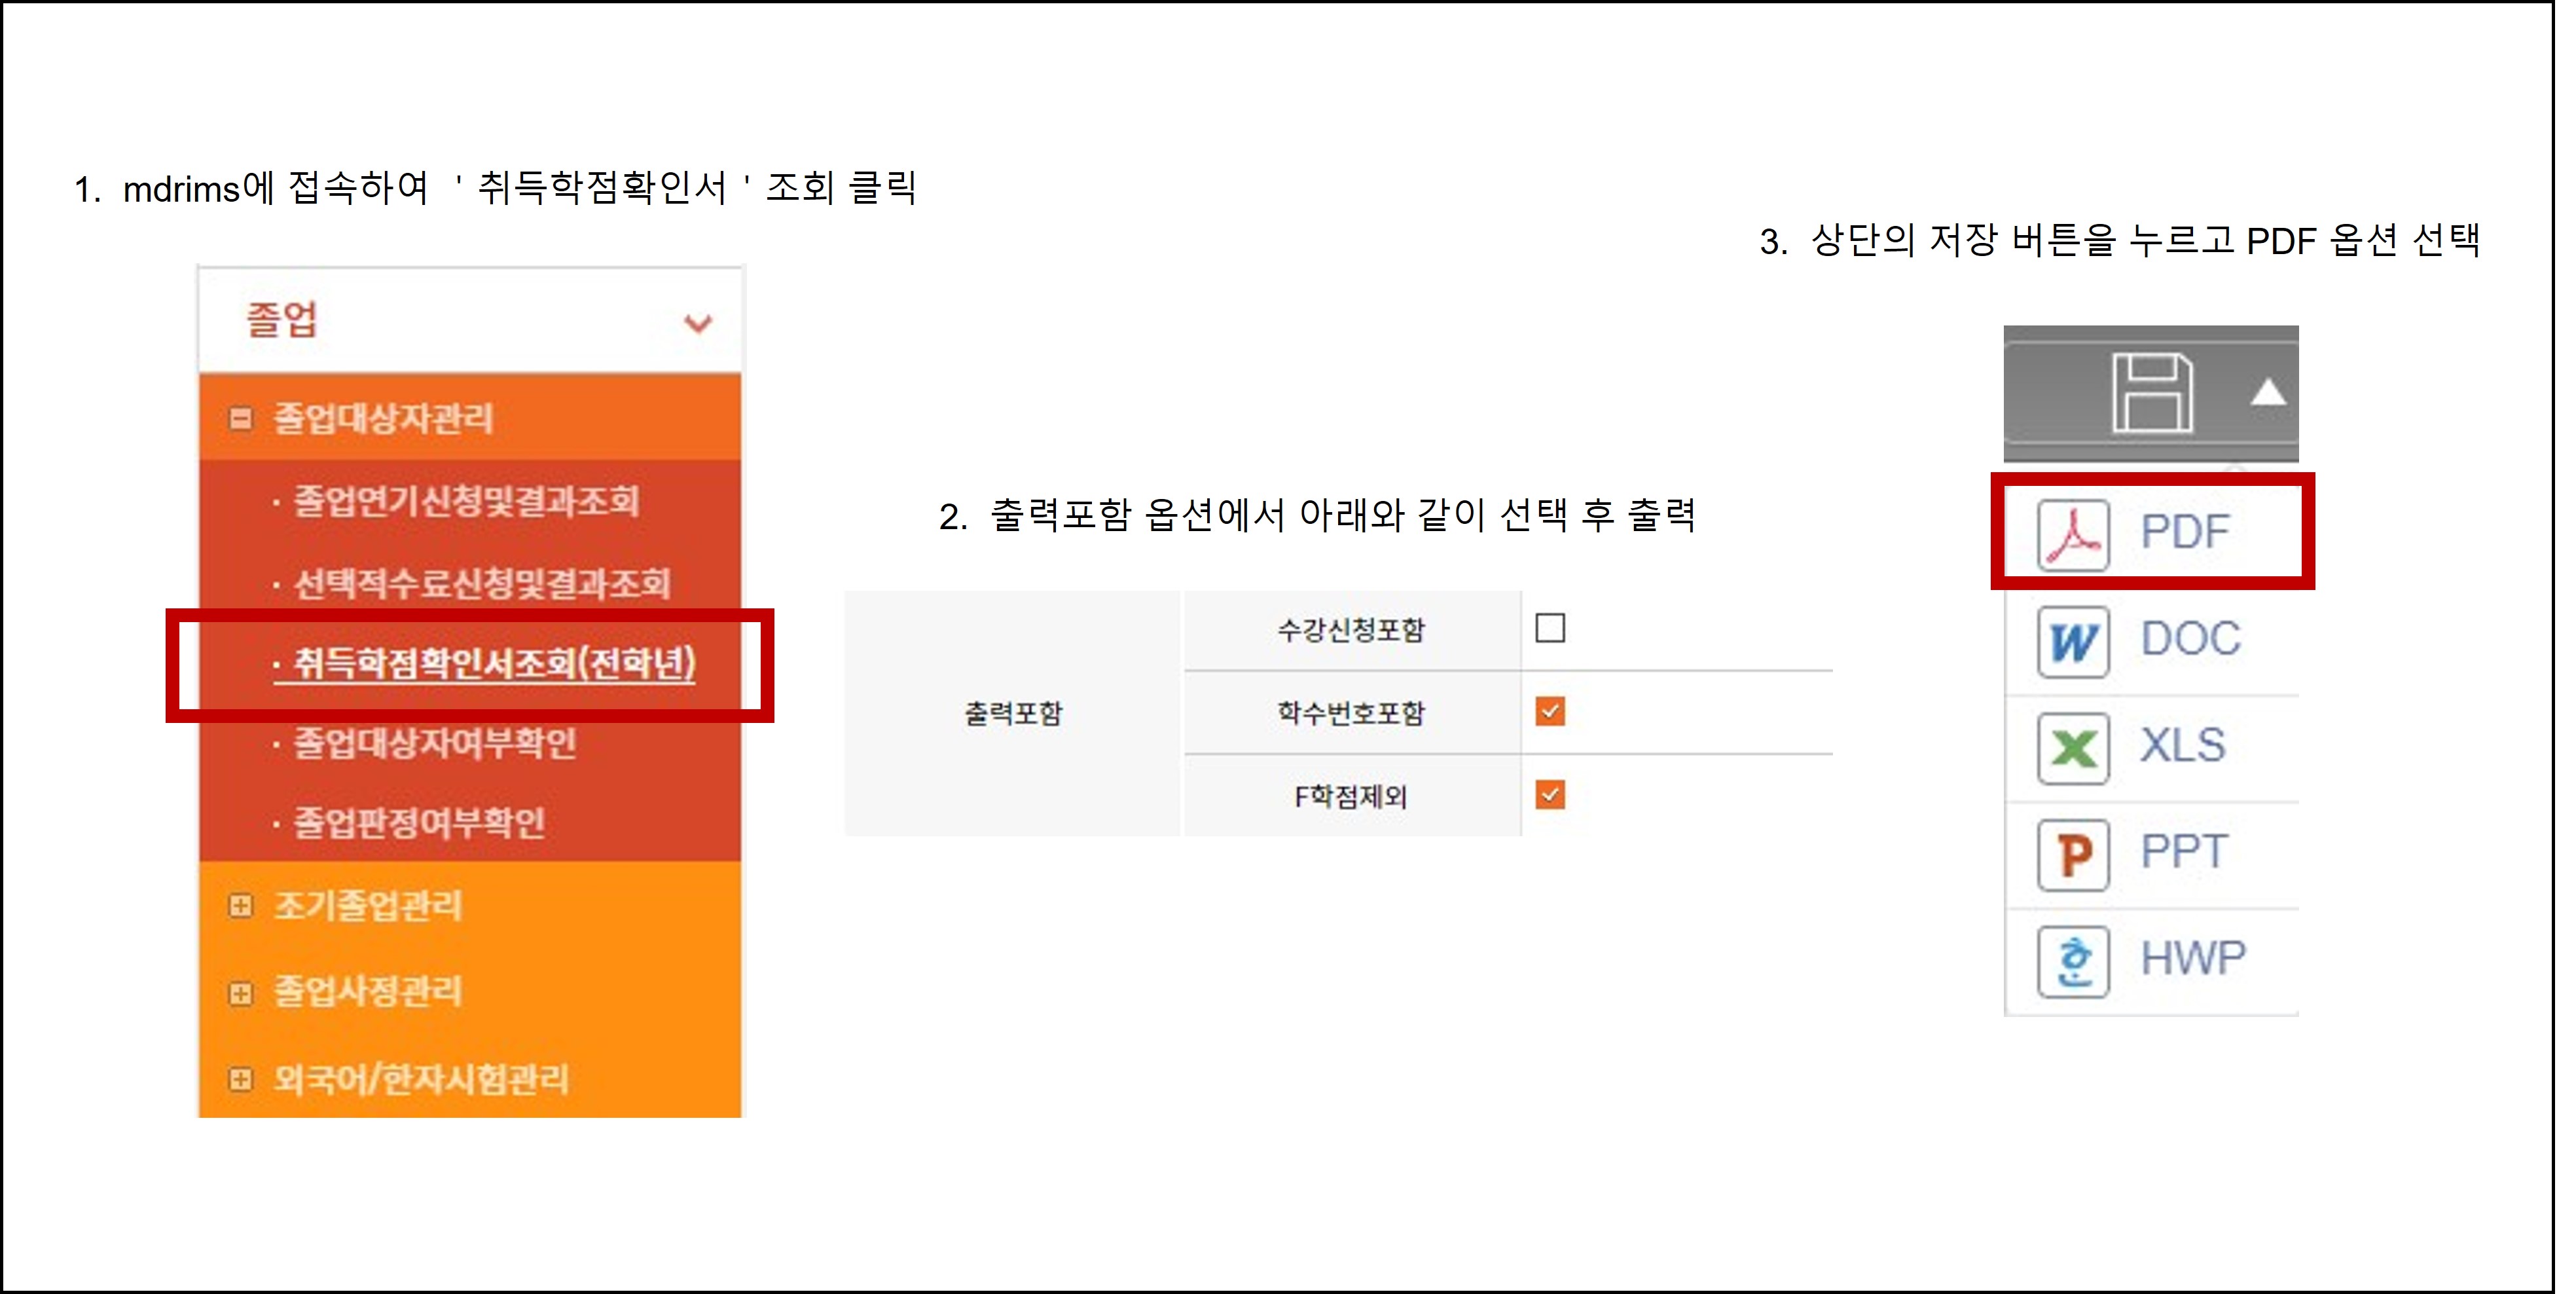 1. mdrims에 접속하여 ' 취득학점확인서 ' 조회 클릭
졸업
졸업대상자관리
· 졸업연기신청및결과조회
· 선택적수료신청및결과조회
· 취득학점확인서조회(전학년)
· 졸업대상자여부확인
· 졸업판정여부확인
조기졸업관리
졸업사정관리
외국어/한자시험관리
2. 출력포함 옵션에서 아래와 같이 선택 후 출력
출력포함
수강신청포함
학수번호포함
F학점제외
3. 상단의 저장 버튼을 누르고 PDF 옵션 선택
PDF
W DOC
X XLS
P PPT
한 HWP